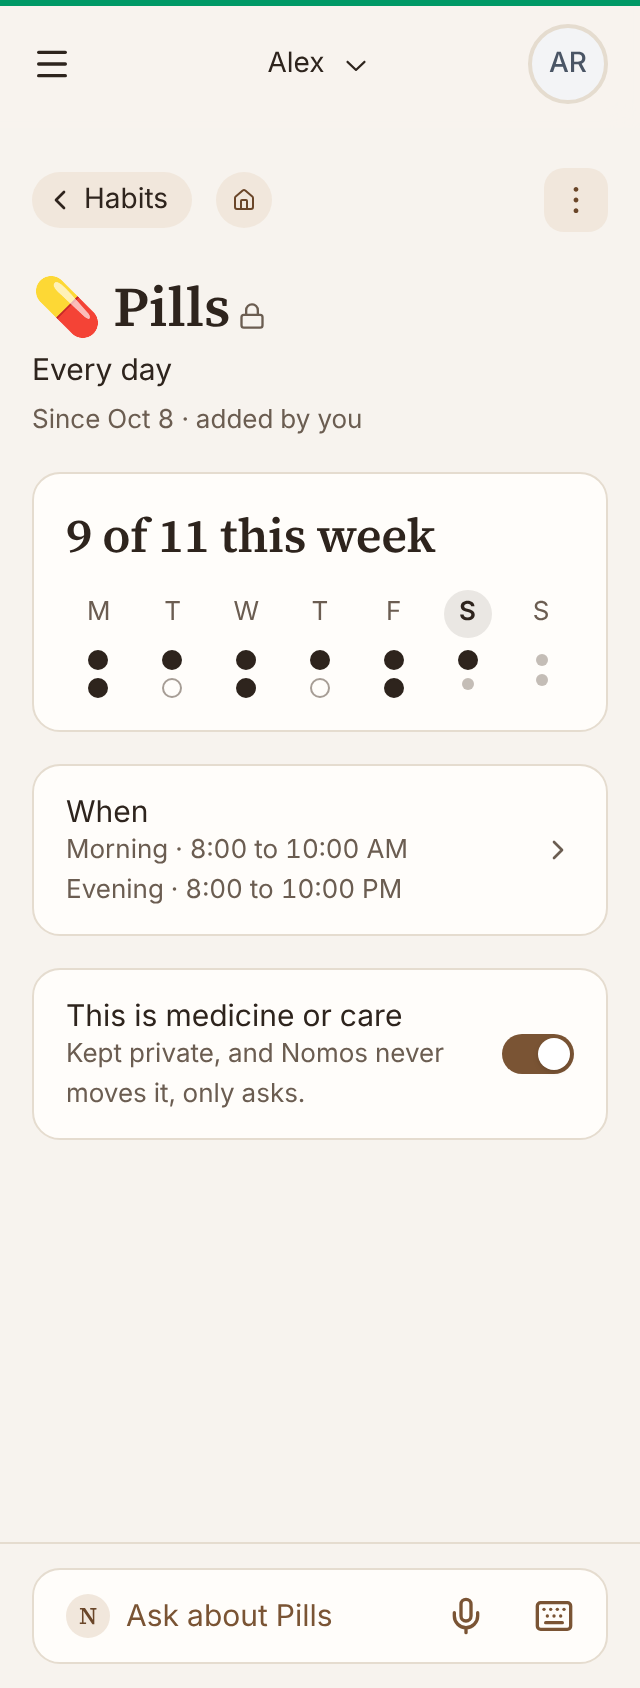 Alex
AR
Habits
Pills
Every day
Since Oct 8 · added by you
9 of 11 this week
M T W T F S S
When
Morning · 8:00 to 10:00 AM
Evening · 8:00 to 10:00 PM
This is medicine or care
Kept private, and Nomos never
moves it, only asks.
N Ask about Pills